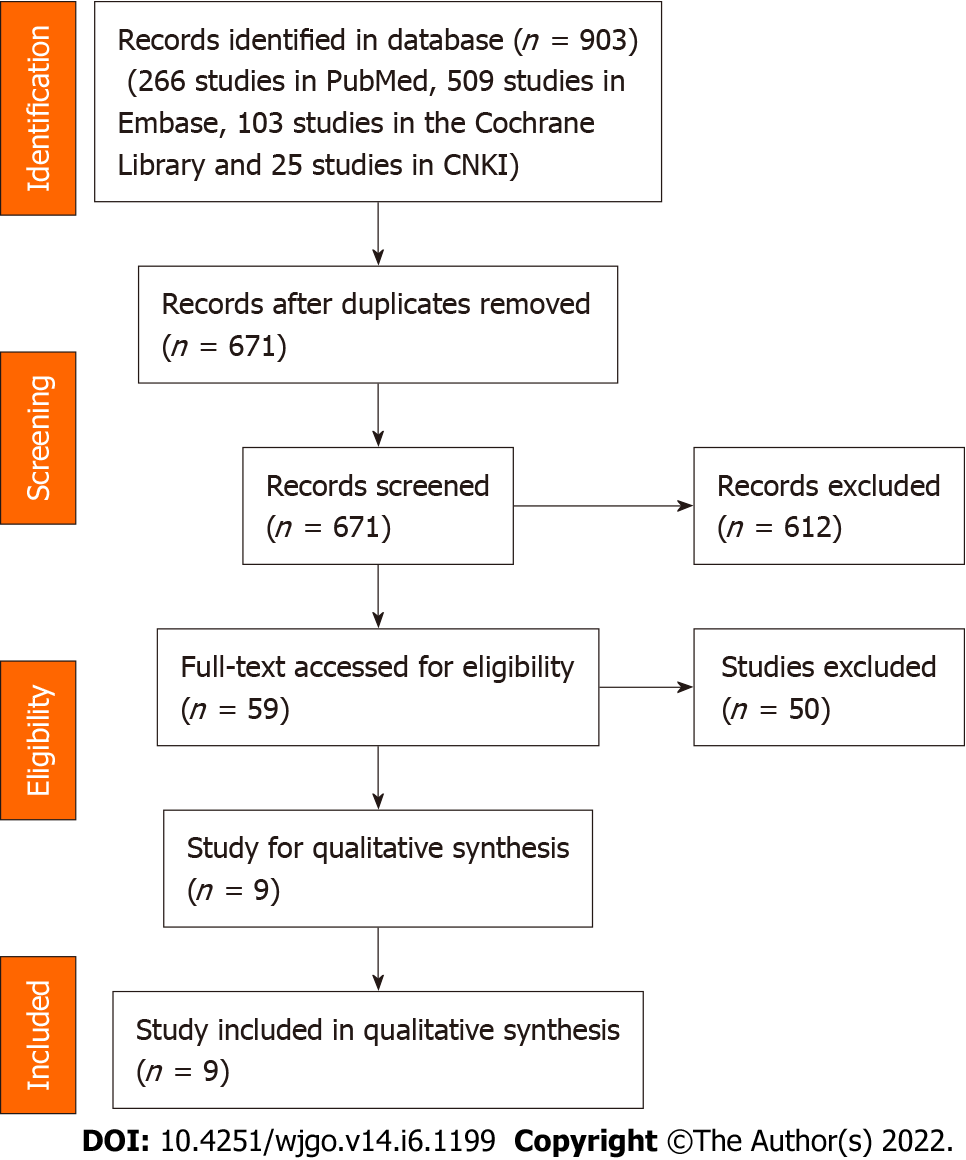 Identification
Records identified in database (n = 903)
(266 studies in PubMed, 509 studies in
Embase, 103 studies in the Cochrane
Library and 25 studies in CNKI)
Records after duplicates removed
(n = 671)
Screening
Records screened
(n = 671)
Records excluded
(n = 612)
Eligibility
Full-text accessed for eligibility
(n = 59)
Studies excluded
(n = 50)
Study for qualitative synthesis
(n = 9)
Included
Study included in qualitative synthesis
(n = 9)
DOI: 10.4251/wjgo.v14.i6.1199 Copyright ©The Author(s) 2022.